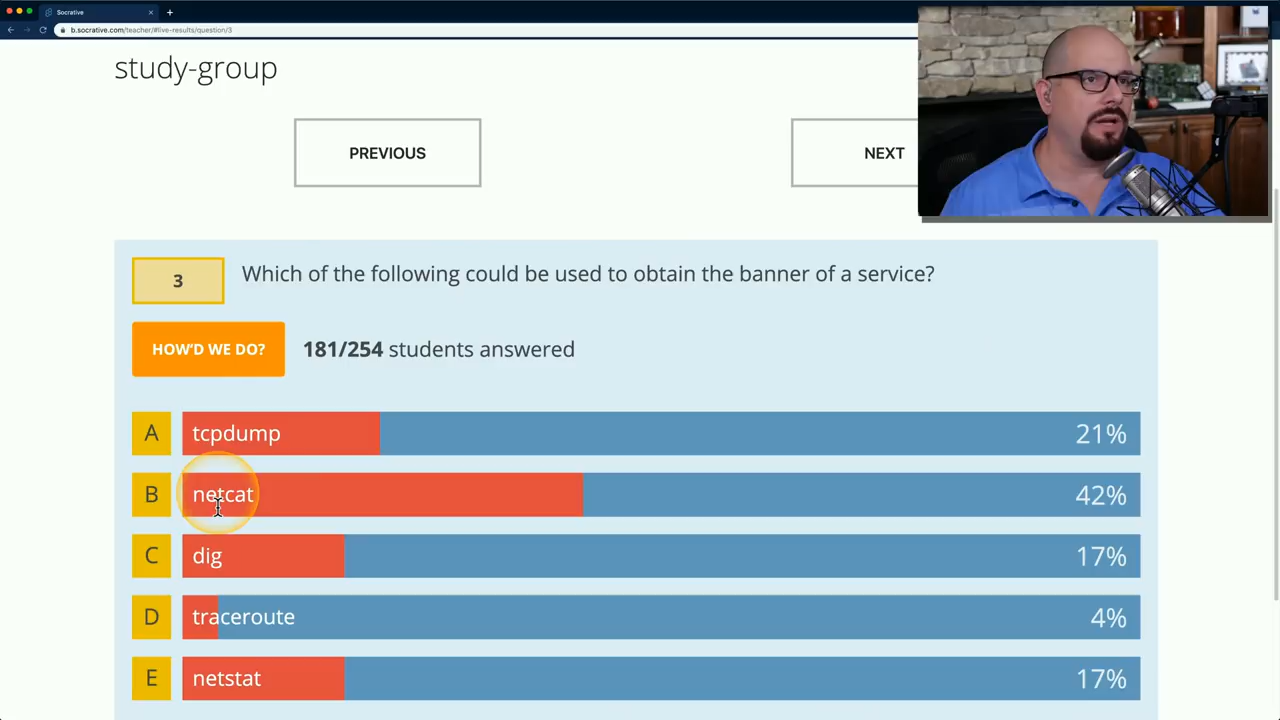 Socrative
b.socrative.com/teacher/#live-results/question/3
study-group
PREVIOUS
NEXT
3
Which of the following could be used to obtain the banner of a service?
HOW'D WE DO?
181/254 students answered
A
tcpdump
21%
B
netcat
42%
C
dig
17%
D
traceroute
4%
E
netstat
17%